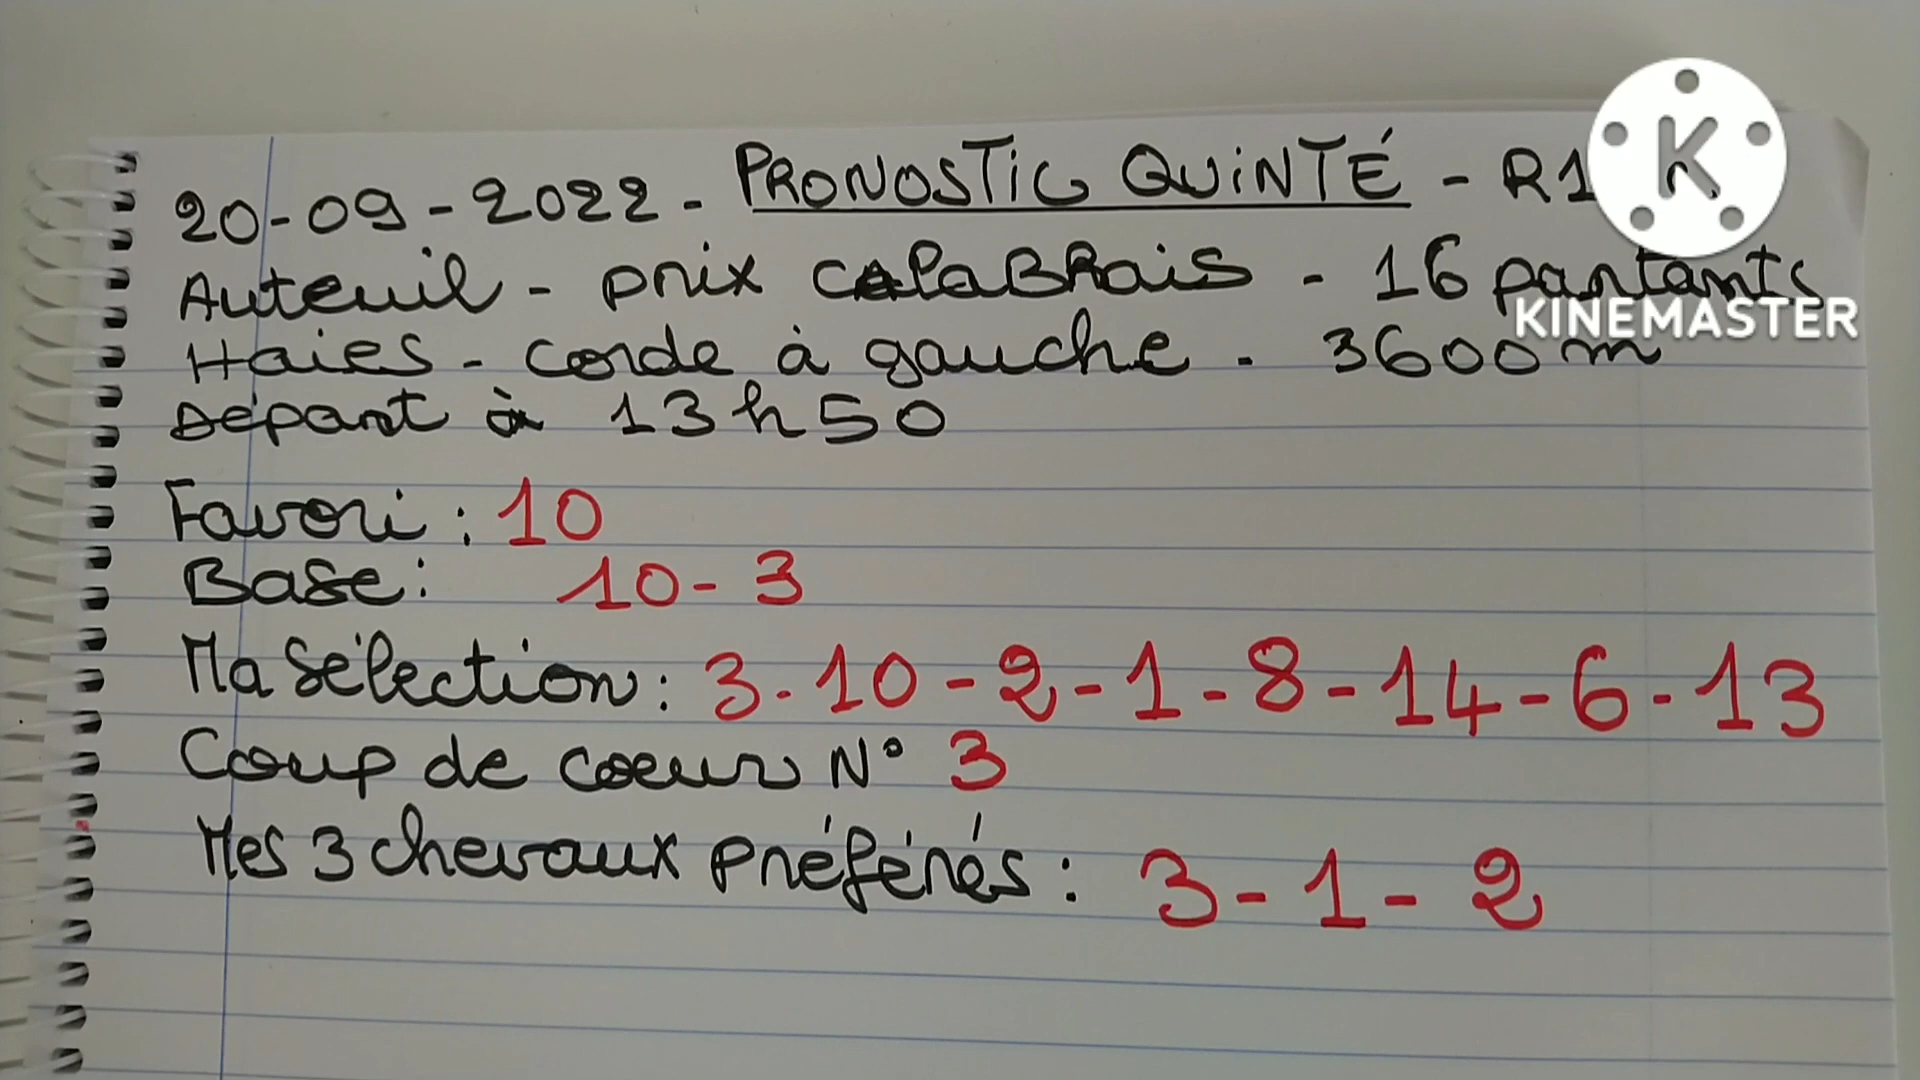 20-09-2022. PRONOSTIC QUINTÉ - R1
Auteuil - prix CALABRAIS - 16 partants
Haies - corde à gauche - 3600 m
Départ à 13 h 50
Favori : 10
Base : 10 - 3
Ma Sélection : 3 - 10 - 2 - 1 - 8 - 14 - 6 - 13
Coup de coeur N° 3
Mes 3 chevaux préférés : 3 - 1 - 2
K
KINEMASTER